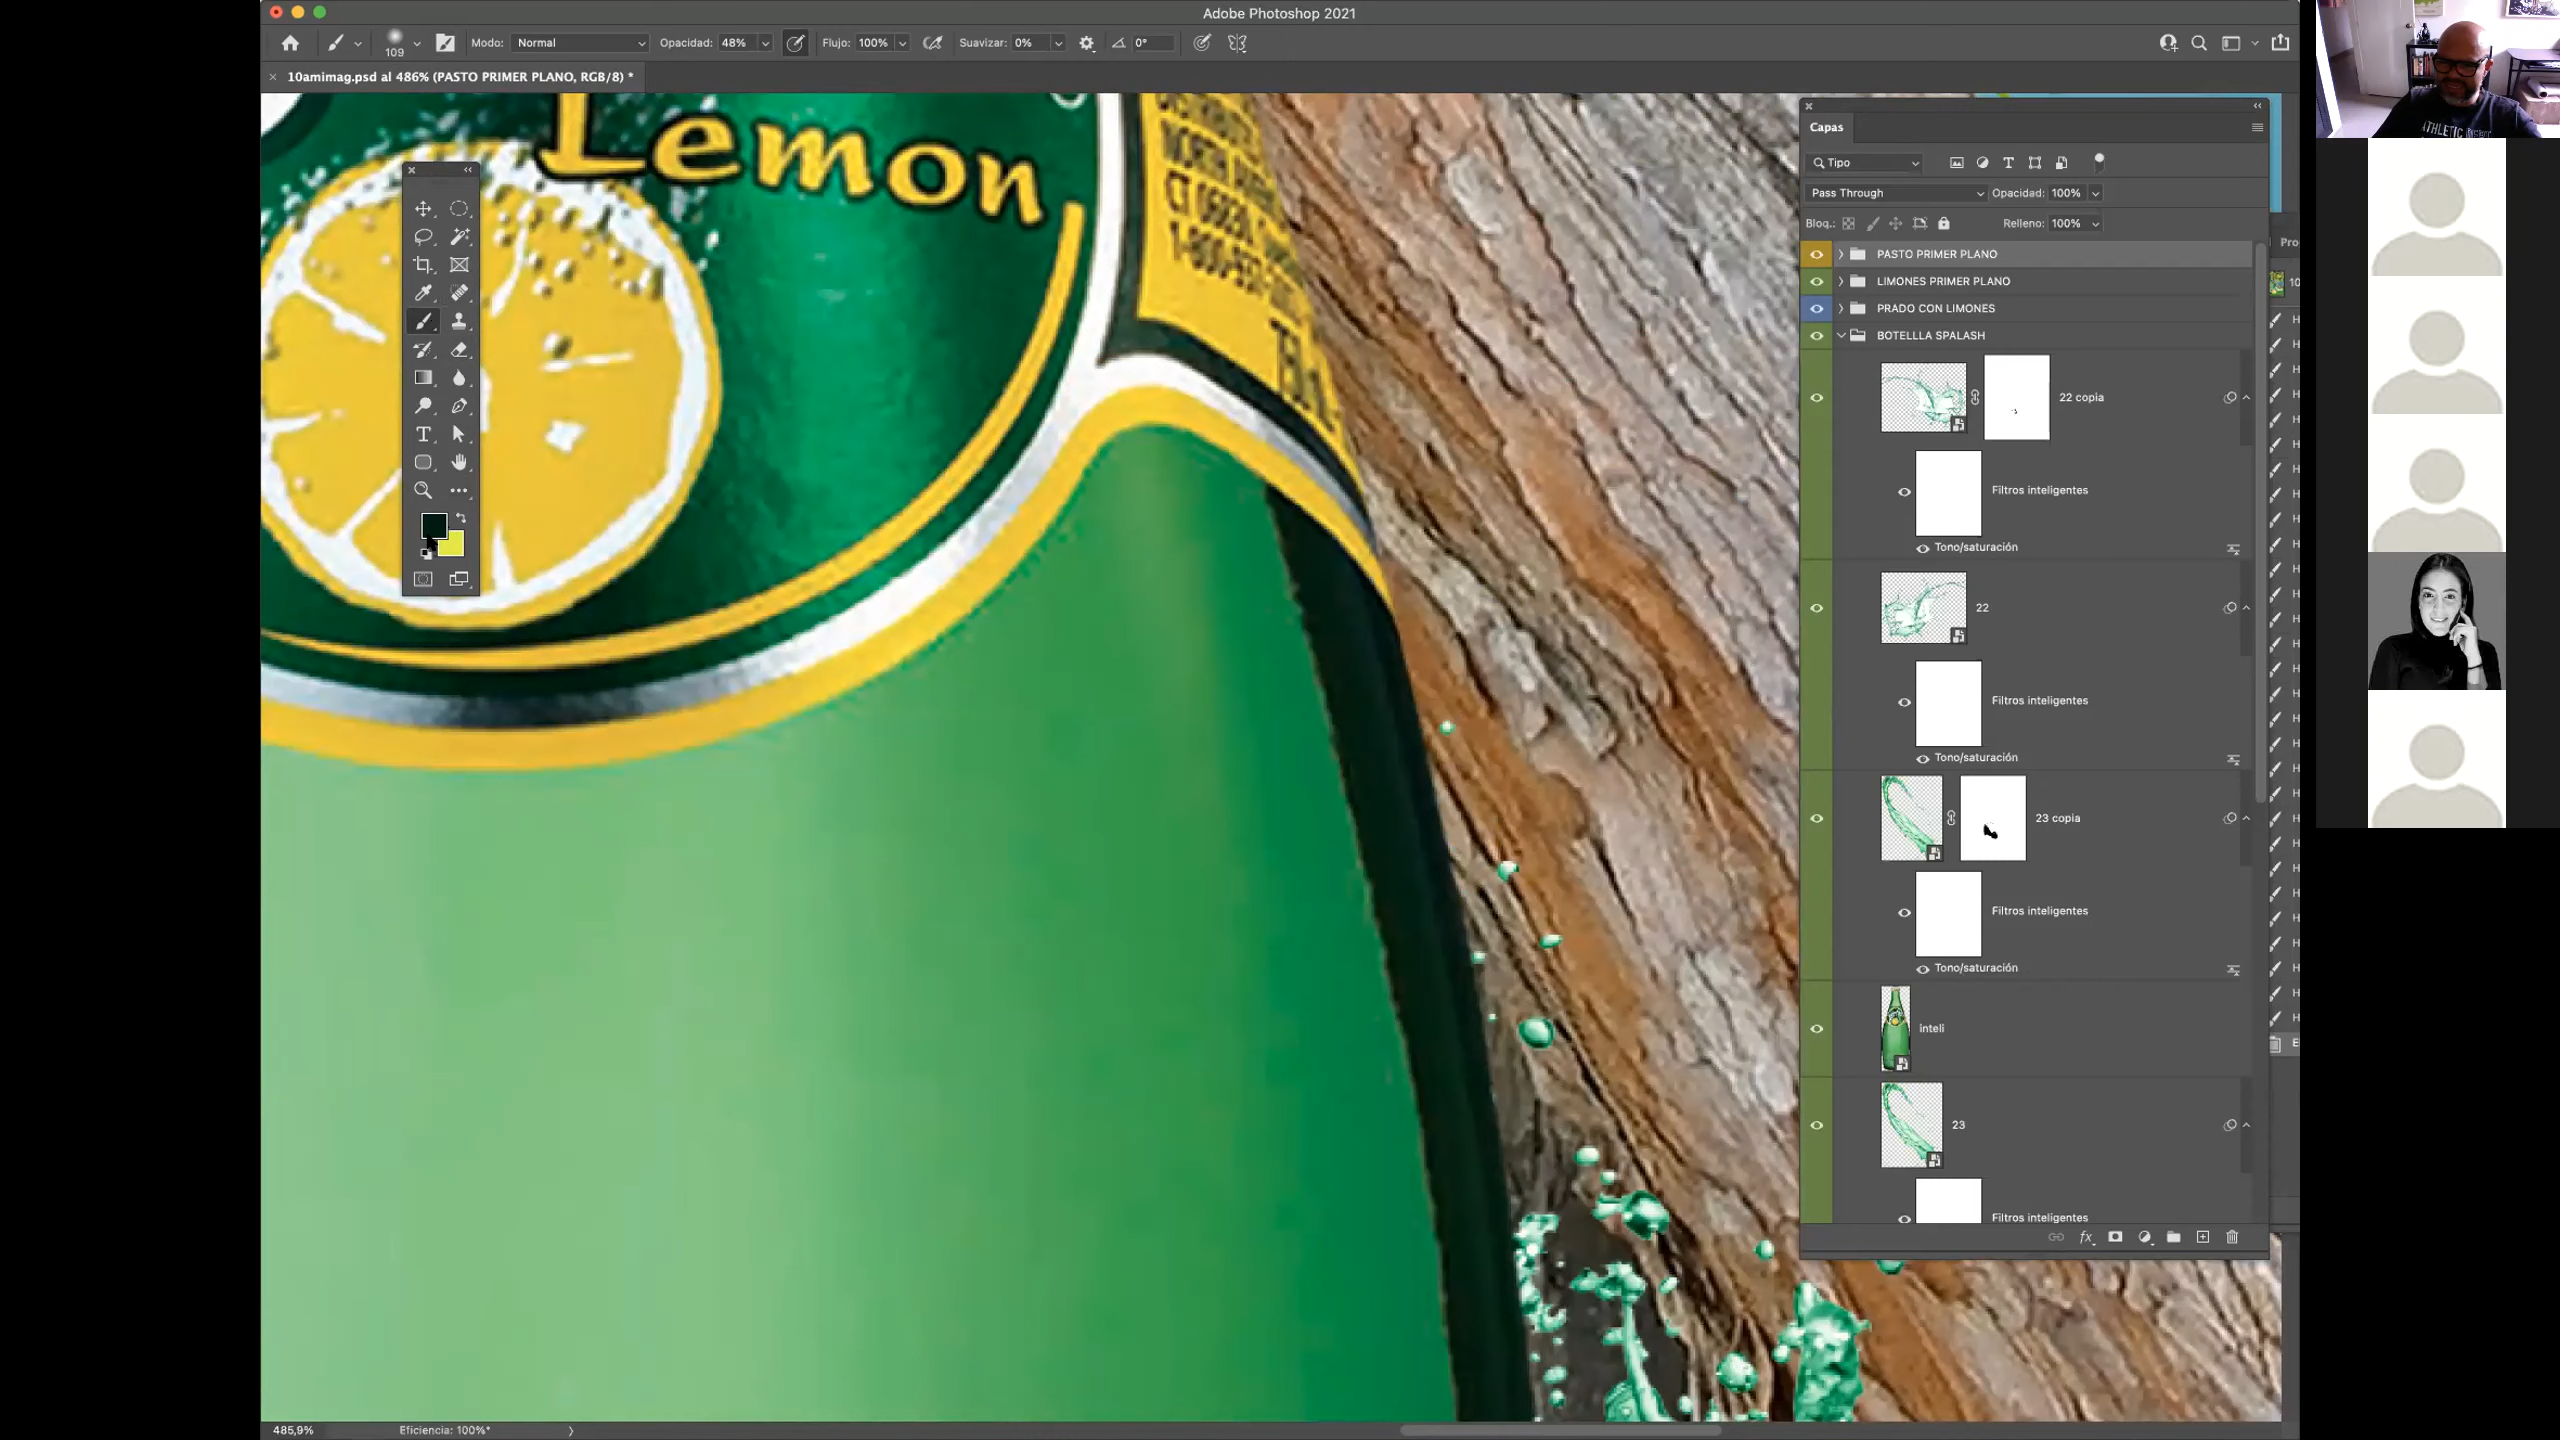 Adobe Photoshop 2021
109
Modo: Normal
Opacidad: 48%
Flujo: 100%
Suavizar: 0%
0°
× 10amimag.psd al 486% (PASTO PRIMER PLANO, RGB/8) *
Lemon
Capas
Tipo
Pass Through
Opacidad: 100%
Bloq.:
Relleno: 100%
PASTO PRIMER PLANO
LIMONES PRIMER PLANO
PRADO CON LIMONES
BOTELLLA SPALASH
22 copia
Filtros inteligentes
Tono/saturación
22
Filtros inteligentes
Tono/saturación
23 copia
Filtros inteligentes
Tono/saturación
inteli
23
Filtros inteligentes
Pro
10
485,9%
Eficiencia: 100%*